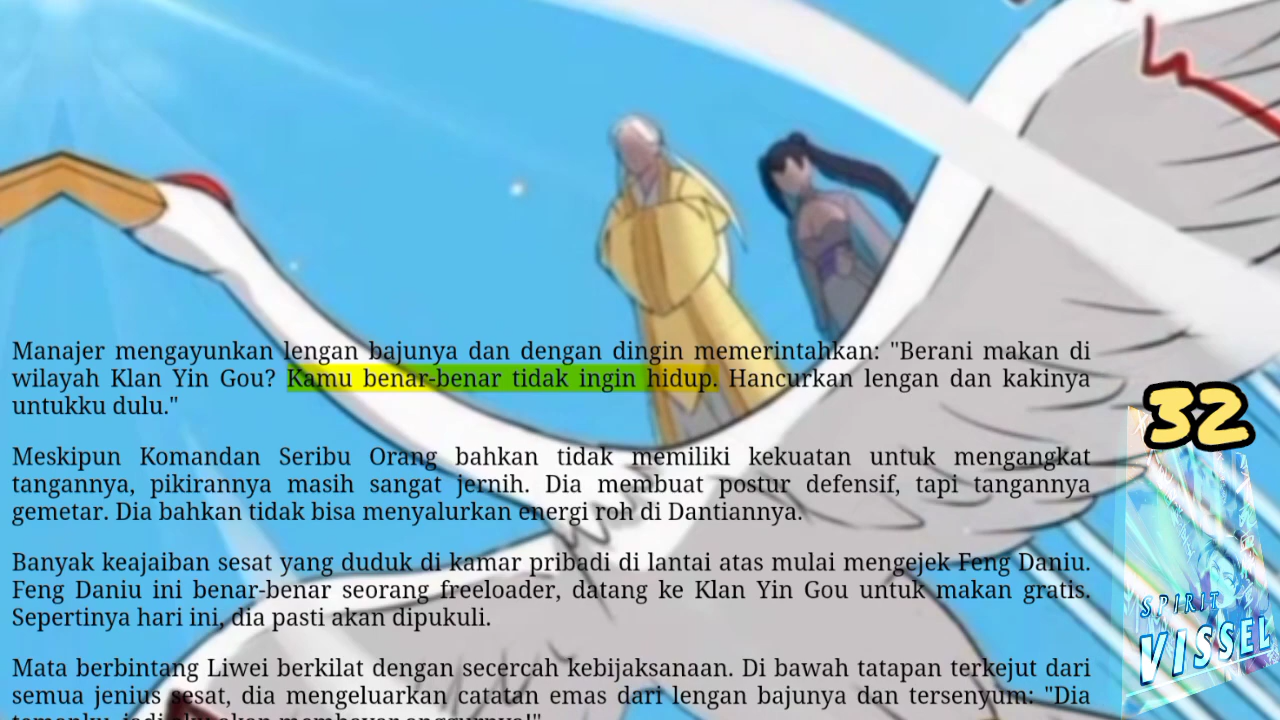 Manajer mengayunkan lengan bajunya dan dengan dingin memerintahkan: "Berani makan di
wilayah Klan Yin Gou? Kamu benar-benar tidak ingin hidup. Hancurkan lengan dan kakinya
untukku dulu."
Meskipun Komandan Seribu Orang bahkan tidak memiliki kekuatan untuk mengangkat
tangannya, pikirannya masih sangat jernih. Dia membuat postur defensif, tapi tangannya
gemetar. Dia bahkan tidak bisa menyalurkan energi roh di Dantiannya.
Banyak keajaiban sesat yang duduk di kamar pribadi di lantai atas mulai mengejek Feng Daniu.
Feng Daniu ini benar-benar seorang freeloader, datang ke Klan Yin Gou untuk makan gratis.
Sepertinya hari ini, dia pasti akan dipukuli.
Mata berbintang Liwei berkilat dengan secercah kebijaksanaan. Di bawah tatapan terkejut dari
semua jenius sesat, dia mengeluarkan catatan emas dari lengan bajunya dan tersenyum: "Dia
temanku, jadi aku akan membayar anggurnya!"
32
SPIRIT
VISSEL